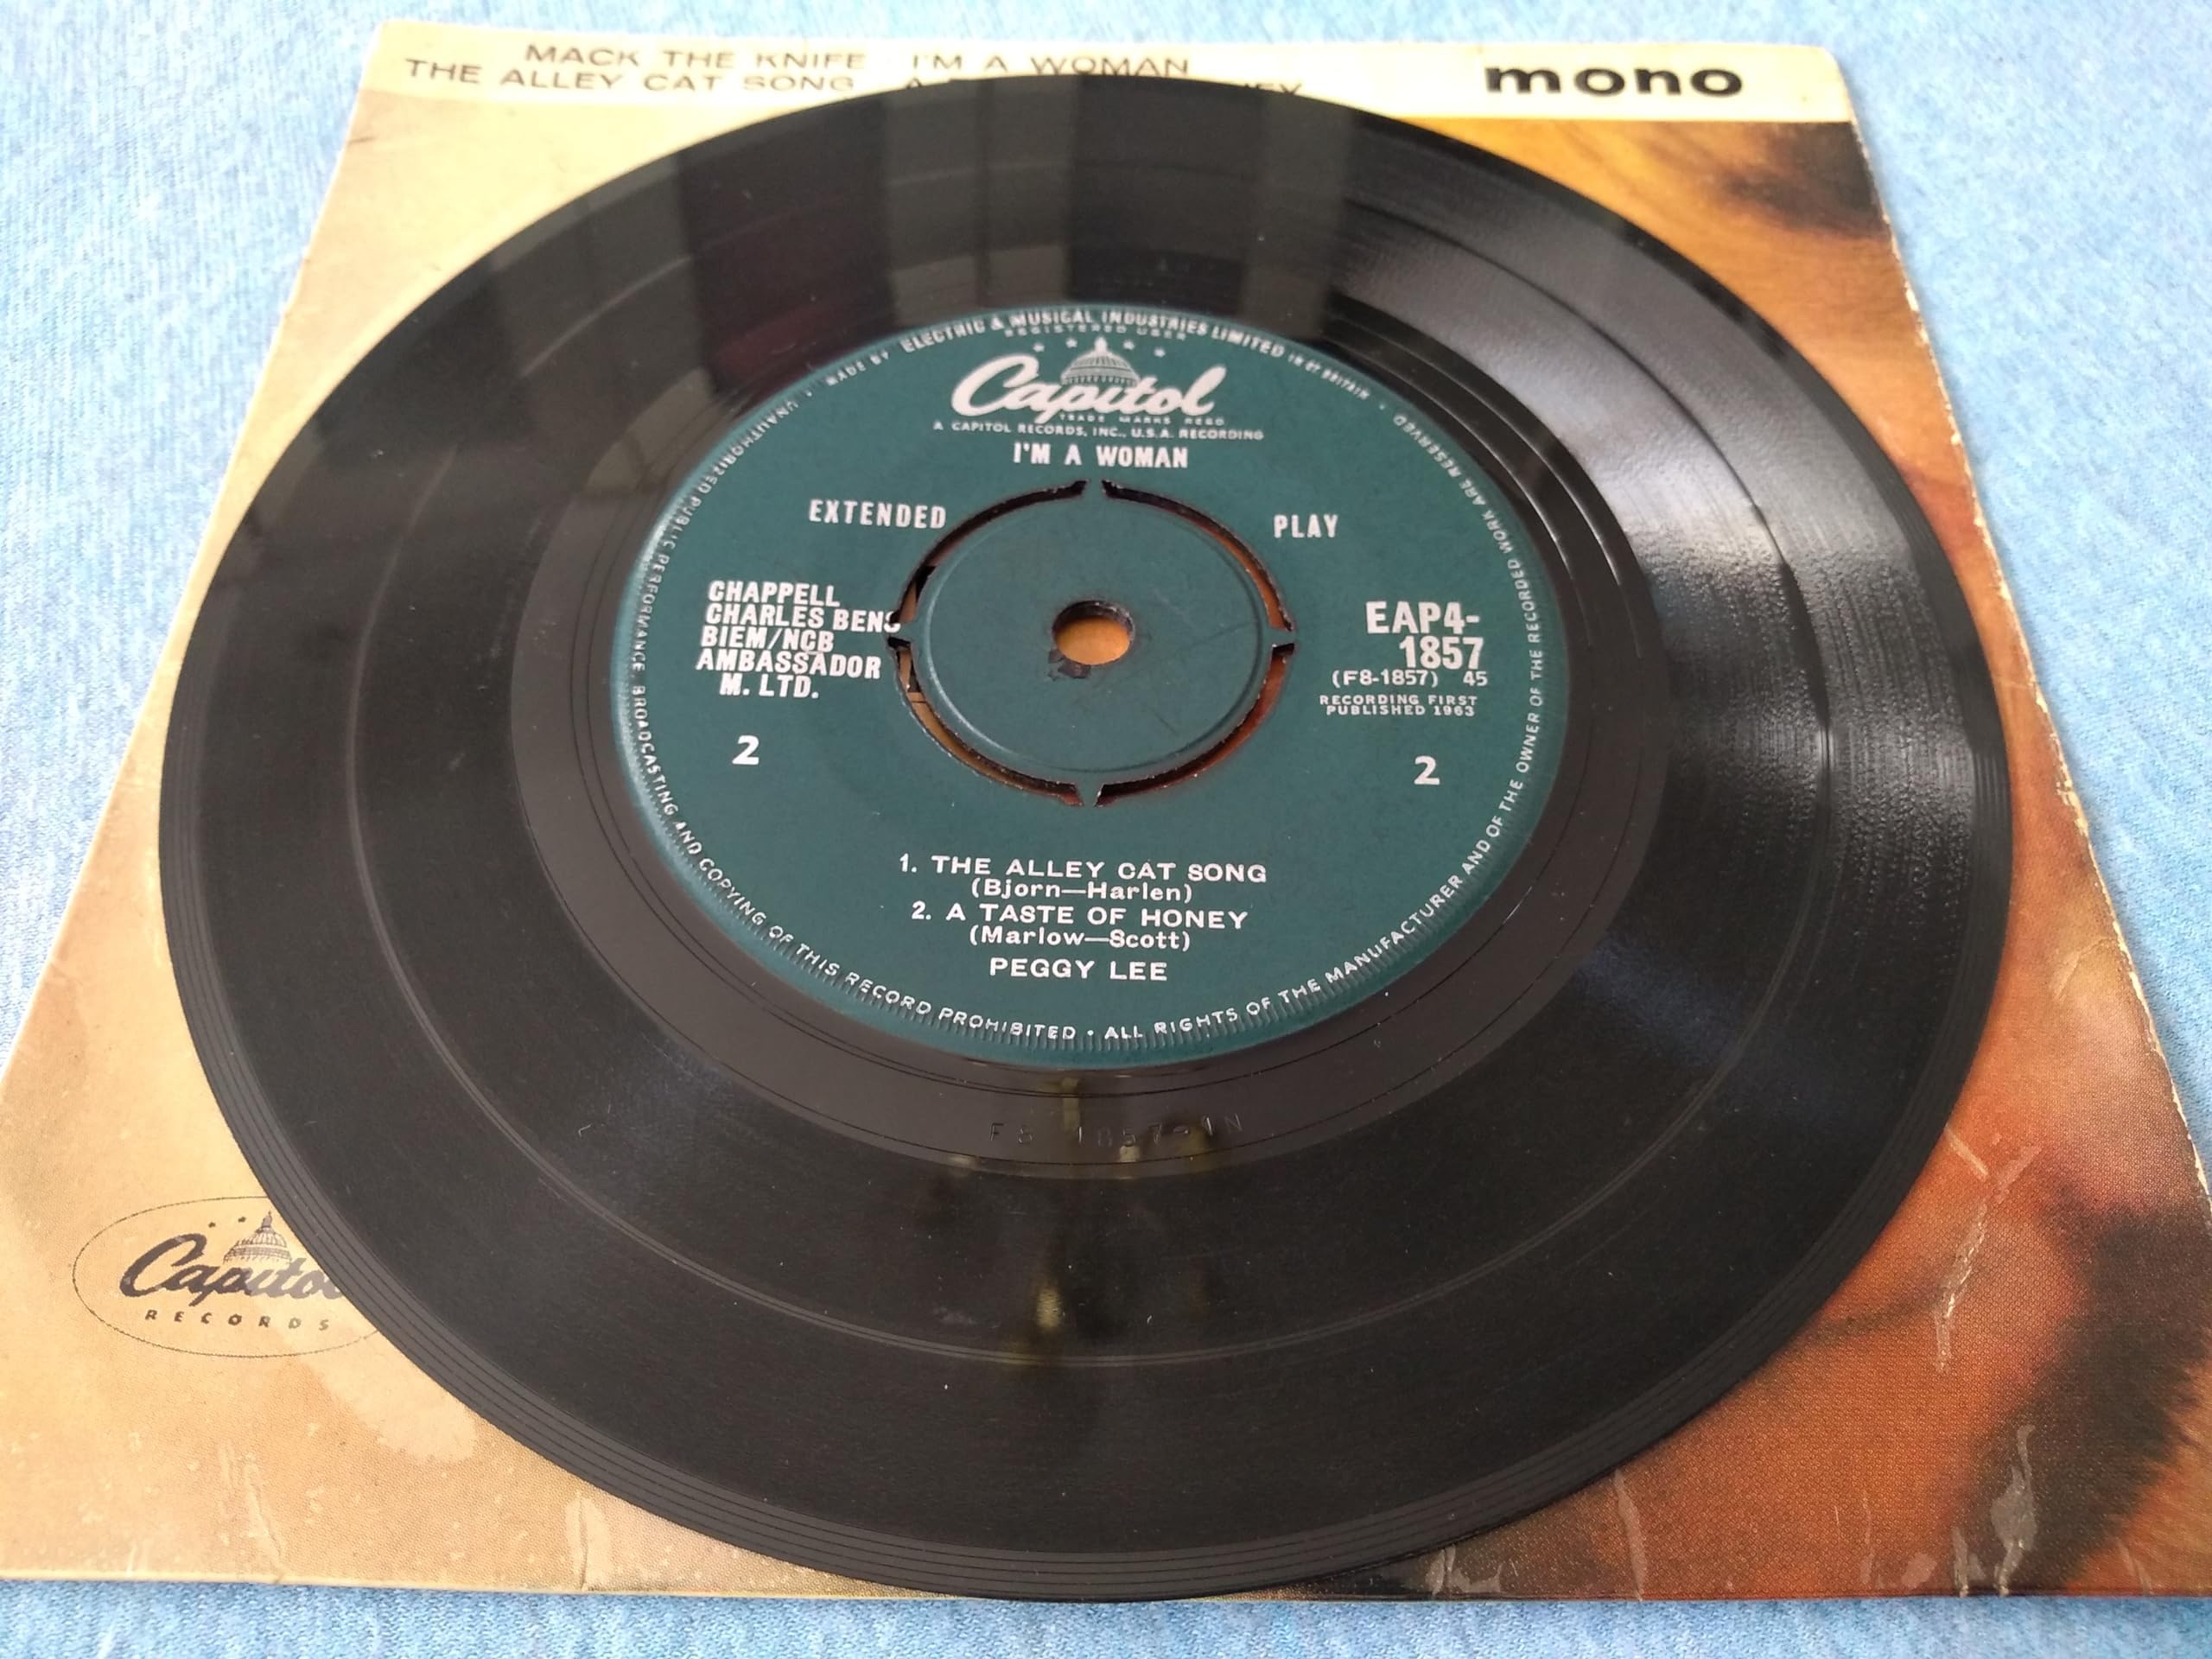 MACK THE KNIFE I'M A WOMAN
THE ALLEY CAT SONG A
mono
MADE BY ELECTRIC & MUSICAL INDUSTRIES LIMITED IN GT BRITAIN
REGISTERED USER
Capitol
TRADE MARKS REGD
A CAPITOL RECORDS, INC., U.S.A. RECORDING
I'M A WOMAN
EXTENDED PLAY
CHAPPELL
CHARLES BENS
BIEM/NCB
AMBASSADOR
M. LTD.
EAP4-
1857
(F8-1857) 45
RECORDING FIRST
PUBLISHED 1963
2 2
1. THE ALLEY CAT SONG
(Bjorn—Harlen)
2. A TASTE OF HONEY
(Marlow—Scott)
PEGGY LEE
• UNAUTHORIZED PUBLIC PERFORMANCE BROADCASTING AND COPYING OF THIS RECORD PROHIBITED • ALL RIGHTS OF THE MANUFACTURER AND OF THE OWNER OF THE RECORDED WORK ARE RESERVED •
1857-1N
Capitol
RECORDS